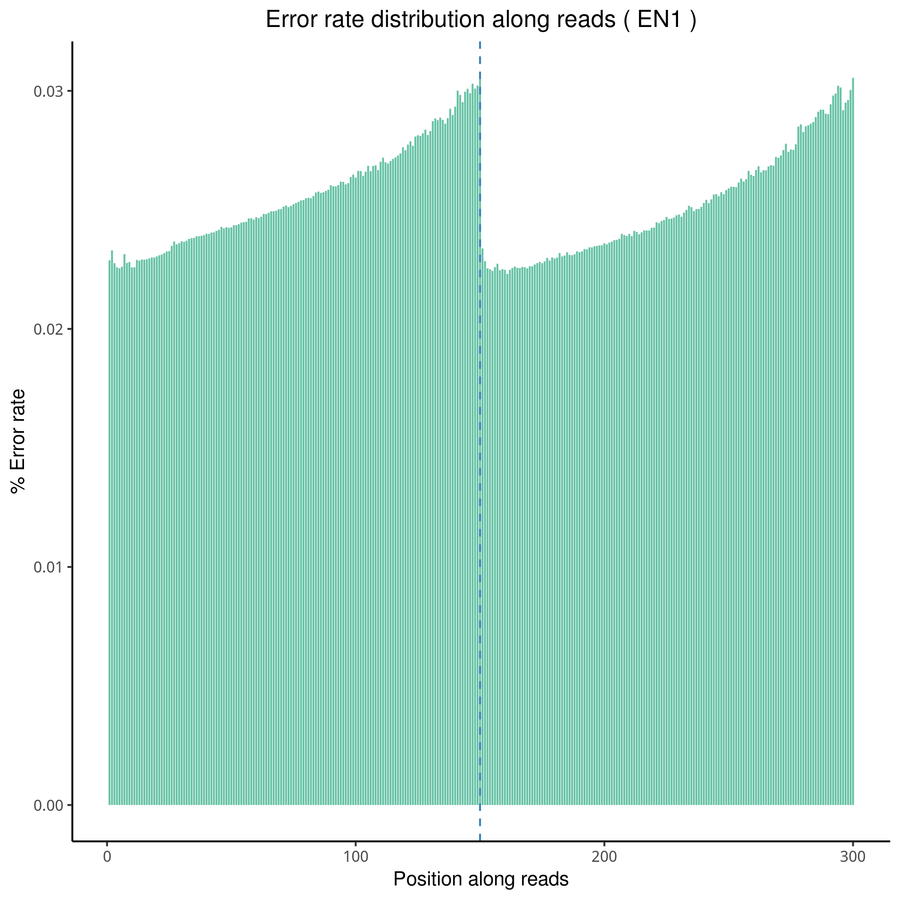 Error rate distribution along reads ( EN1 )
% Error rate
0.03
0.02
0.01
0.00
0 100 200 300
Position along reads